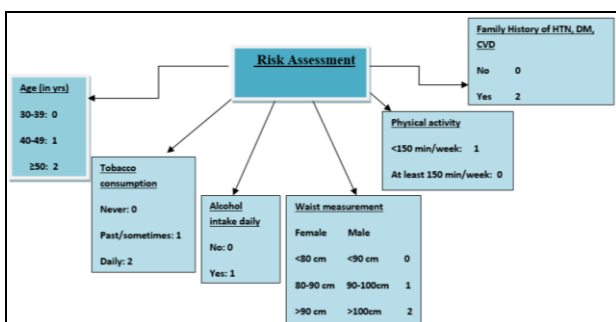 Risk Assessment
Age (in yrs)
30-39: 0
40-49: 1
≥50: 2
Tobacco
consumption
Never: 0
Past/sometimes: 1
Daily: 2
Alcohol
intake daily
No: 0
Yes: 1
Waist measurement
Female Male
<80 cm <90 cm 0
80-90 cm 90-100cm 1
>90 cm >100cm 2
Physical activity
<150 min/week: 1
At least 150 min/week: 0
Family History of HTN, DM,
CVD
No 0
Yes 2